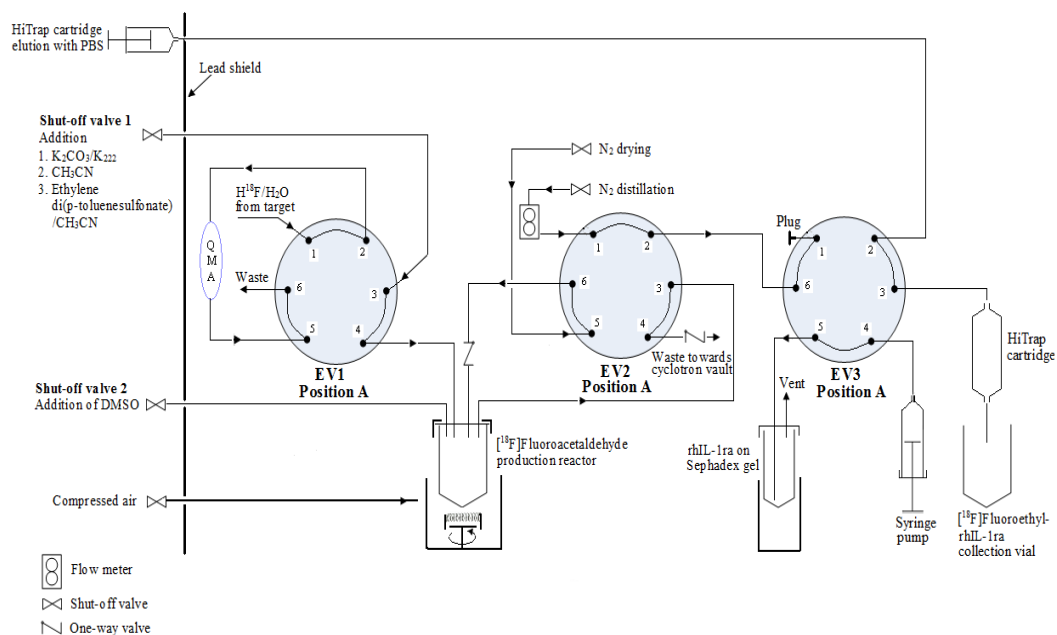 HiTrap cartridge
elution with PBS
Lead shield
Shut-off valve 1
Addition
1. K₂CO₃/K₂₂₂
2. CH₃CN
3. Ethylene
di(p-toluenesulfonate)
/CH₃CN
H¹⁸F/H₂O
from target
Q
M
A
Waste
1
2
3
4
5
6
EV1
Position A
N₂ drying
N₂ distillation
1
2
3
4
5
6
Waste towards
cyclotron vault
EV2
Position A
Plug
1
2
3
4
5
6
EV3
Position A
HiTrap
cartridge
Shut-off valve 2
Addition of DMSO
[¹⁸F]Fluoroacetaldehyde
production reactor
Vent
rhIL-1ra on
Sephadex gel
Compressed air
Syringe
pump
[¹⁸F]Fluoroethyl-
rhIL-1ra
collection vial
Flow meter
Shut-off valve
One-way valve